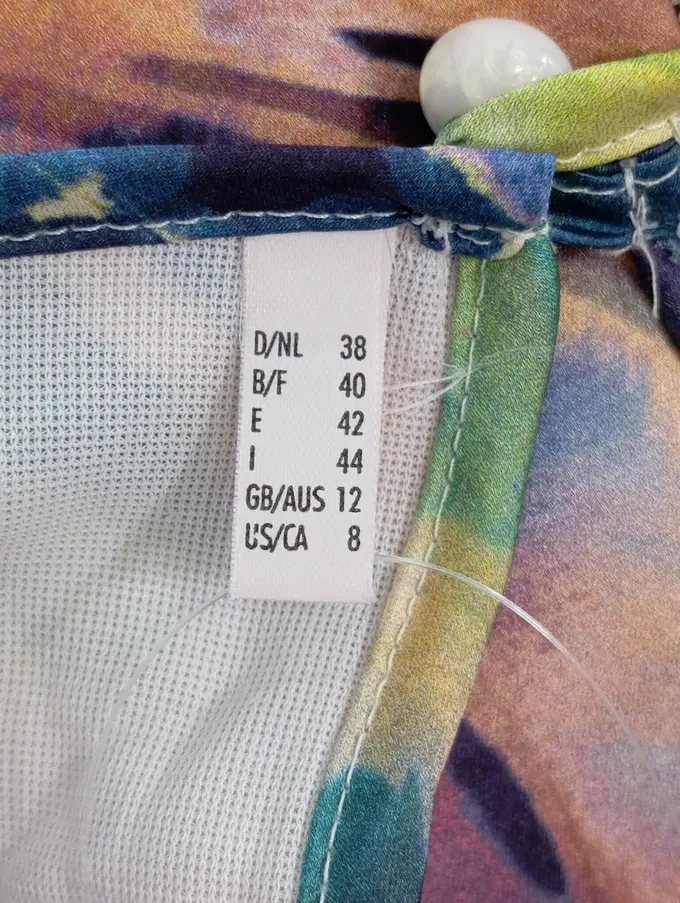 D/NL 38
B/F 40
E 42
I 44
GB/AUS 12
US/CA 8